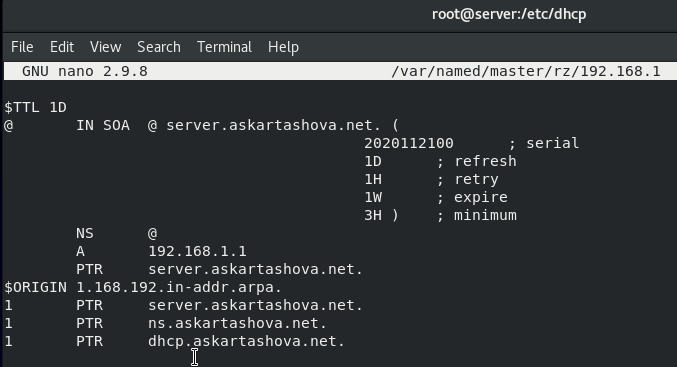 root@server:/etc/dhcp
File Edit View Search Terminal Help
GNU nano 2.9.8 /var/named/master/rz/192.168.1
$TTL 1D
@ IN SOA @ server.askartashova.net. (
2020112100 ; serial
1D ; refresh
1H ; retry
1W ; expire
3H ) ; minimum
NS @
A 192.168.1.1
PTR server.askartashova.net.
$ORIGIN 1.168.192.in-addr.arpa.
1 PTR server.askartashova.net.
1 PTR ns.askartashova.net.
1 PTR dhcp.askartashova.net.